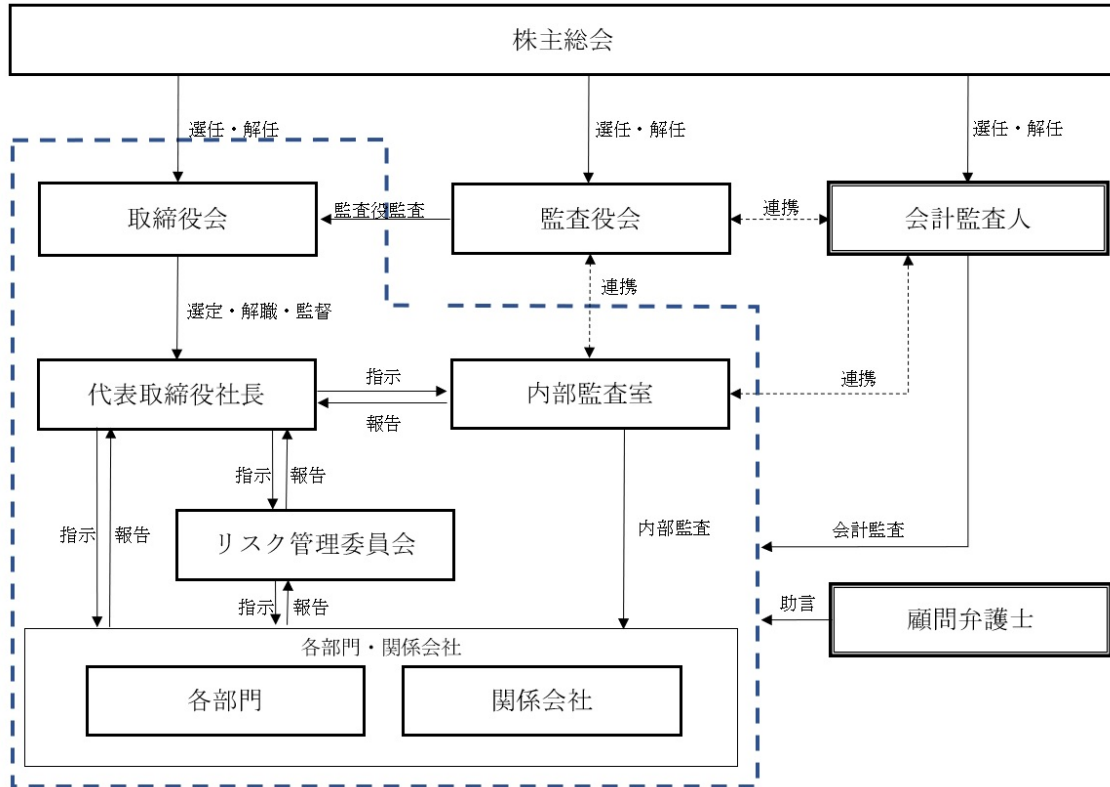 株主総会
選任・解任
選任・解任
選任・解任
取締役会
監査役監査
監査役会
連携
会計監査人
連携
選定・解職・監督
代表取締役社長
指示
報告
内部監査室
連携
指示
報告
指示
報告
リスク管理委員会
内部監査
会計監査
指示
報告
助言
顧問弁護士
各部門・関係会社
各部門
関係会社